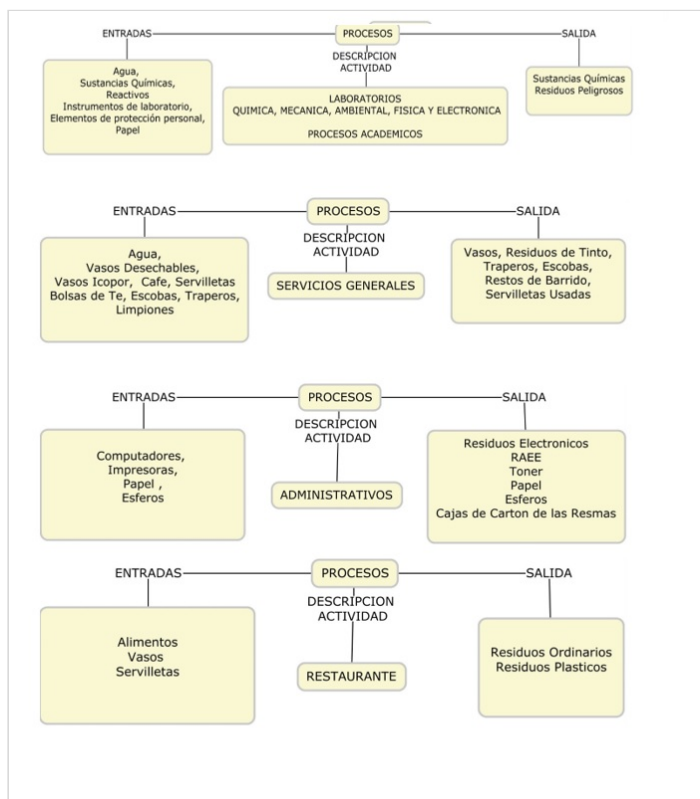 ENTRADAS
PROCESOS
SALIDA
DESCRIPCION
ACTIVIDAD
Agua,
Sustancias Químicas,
Reactivos
Instrumentos de laboratorio,
Elementos de protección personal,
Papel
LABORATORIOS
QUIMICA, MECANICA, AMBIENTAL, FISICA Y ELECTRONICA
PROCESOS ACADEMICOS
Sustancias Químicas
Residuos Peligrosos
ENTRADAS
PROCESOS
SALIDA
DESCRIPCION
ACTIVIDAD
Agua,
Vasos Desechables,
Vasos Icopor, Cafe, Servilletas
Bolsas de Te, Escobas, Traperos,
Limpiones
SERVICIOS GENERALES
Vasos, Residuos de Tinto,
Traperos, Escobas,
Restos de Barrido,
Servilletas Usadas
ENTRADAS
PROCESOS
SALIDA
DESCRIPCION
ACTIVIDAD
Computadores,
Impresoras,
Papel ,
Esferos
ADMINISTRATIVOS
Residuos Electronicos
RAEE
Toner
Papel
Esferos
Cajas de Carton de las Resmas
ENTRADAS
PROCESOS
SALIDA
DESCRIPCION
ACTIVIDAD
Alimentos
Vasos
Servilletas
RESTAURANTE
Residuos Ordinarios
Residuos Plasticos